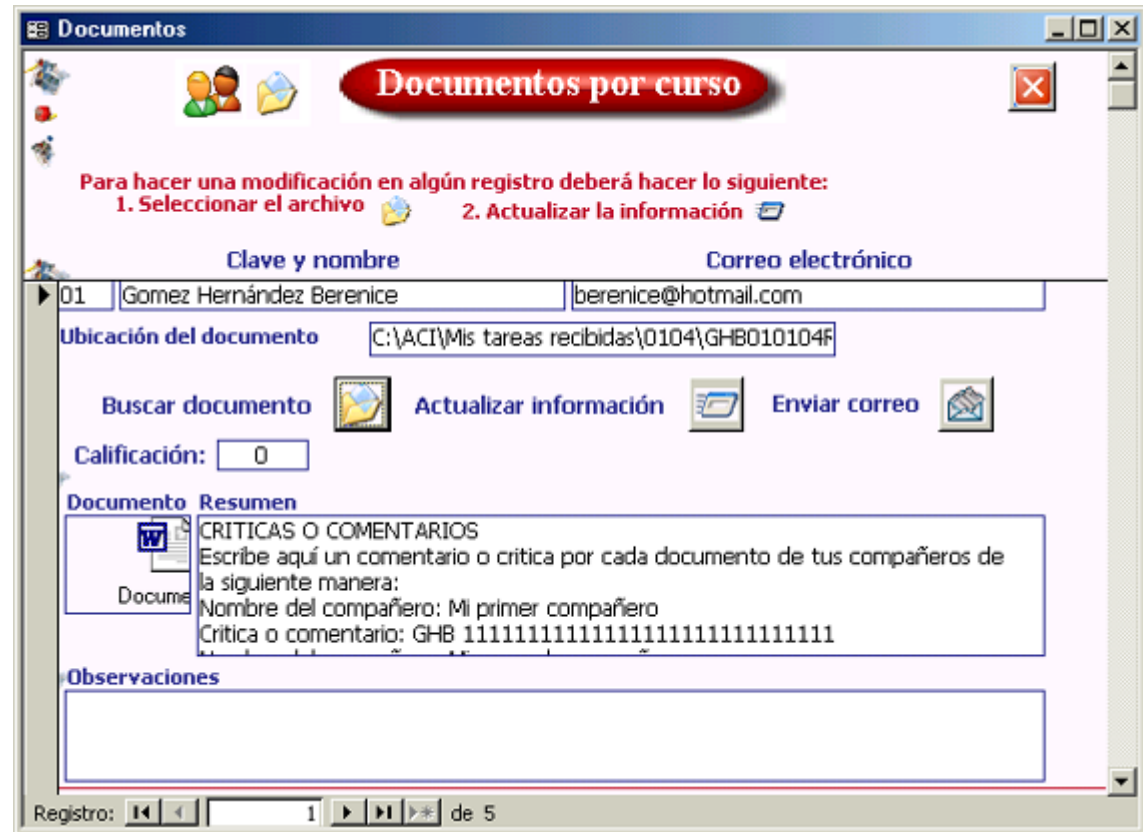 Documentos
Documentos por curso
Para hacer una modificación en algún registro deberá hacer lo siguiente:
1. Seleccionar el archivo 2. Actualizar la información
Clave y nombre Correo electrónico
01 Gomez Hernández Berenice berenice@hotmail.com
Ubicación del documento C:\ACI\Mis tareas recibidas\0104\GHB010104F
Buscar documento Actualizar información Enviar correo
Calificación: 0
Documento Resumen
CRITICAS O COMENTARIOS
Escribe aquí un comentario o critica por cada documento de tus compañeros de
la siguiente manera:
Docume
Nombre del compañero: Mi primer compañero
Critica o comentario: GHB 1111111111111111111111111111
Observaciones
Registro: 1 de 5